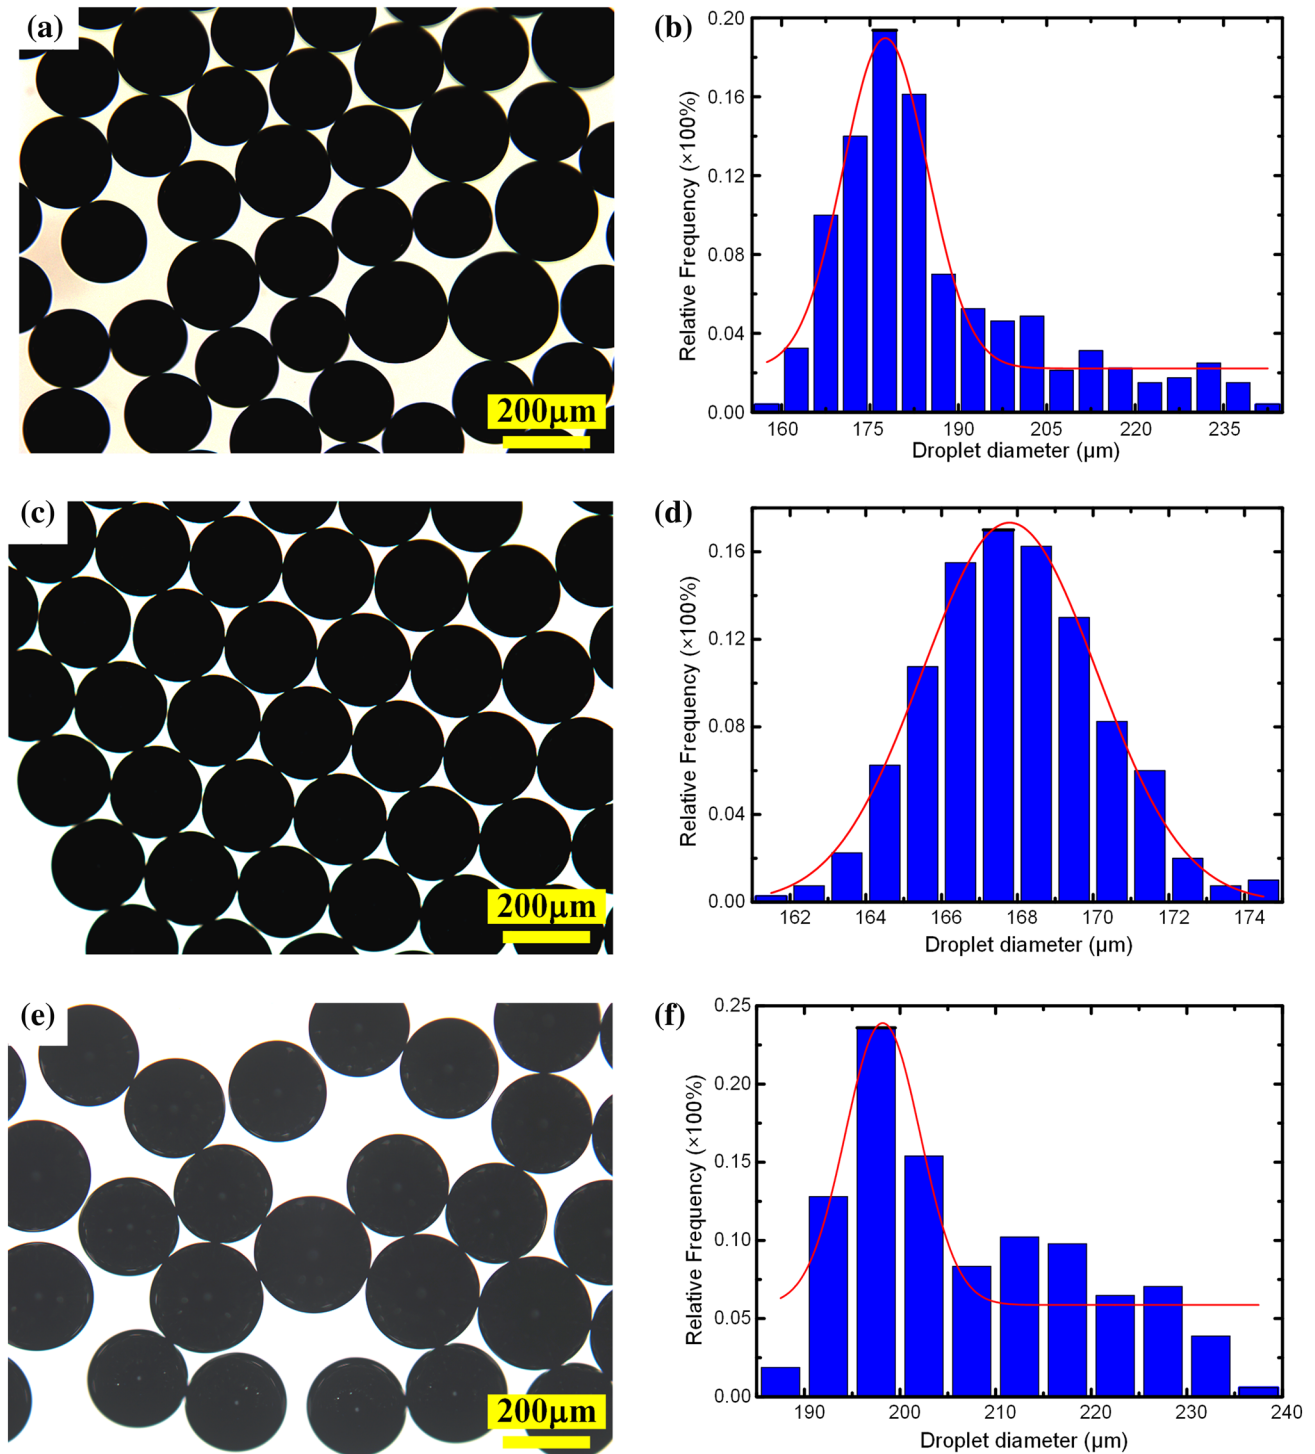 (a)
200μm
(b)
Relative Frequency (×100%)
0.20
0.16
0.12
0.08
0.04
0.00
160 175 190 205 220 235
Droplet diameter (μm)
(c)
200μm
(d)
Relative Frequency (×100%)
0.16
0.12
0.08
0.04
0.00
162 164 166 168 170 172 174
Droplet diameter (μm)
(e)
200μm
(f)
Relative Frequency (×100%)
0.25
0.20
0.15
0.10
0.05
0.00
190 200 210 220 230 240
Droplet diameter (μm)